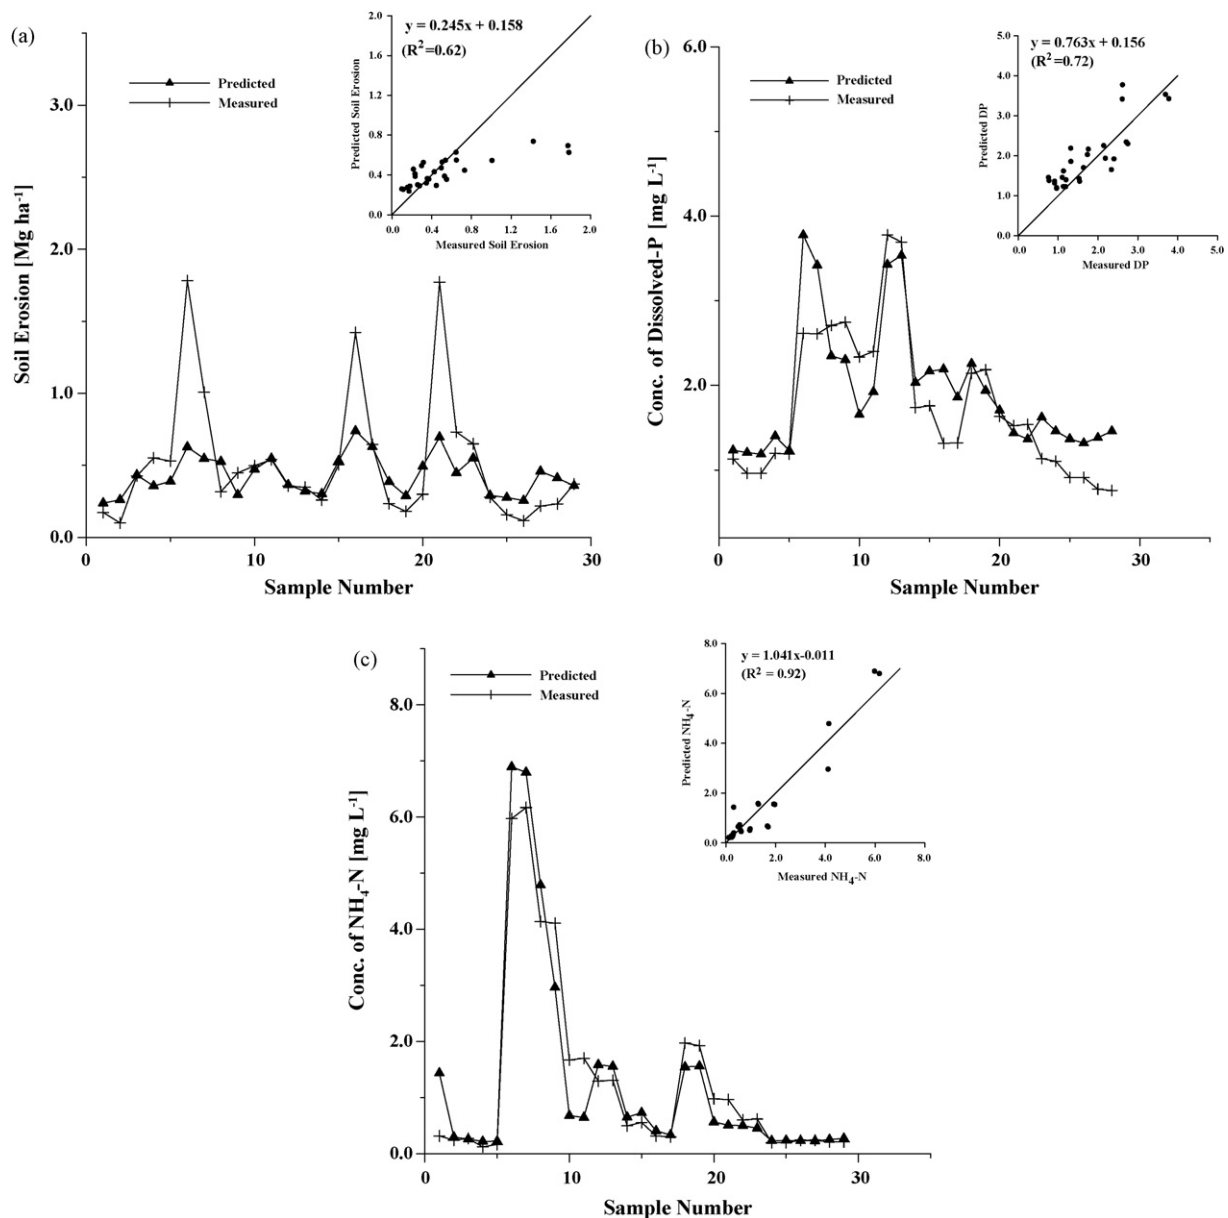 (a)
Soil Erosion [Mg ha-1]
3.0
2.0
1.0
0.0
0
10
20
30
Sample Number
Predicted
Measured
y = 0.245x + 0.158
(R2=0.62)
Predicted Soil Erosion
2.0
1.6
1.2
0.8
0.4
0.0
0.0
0.4
0.8
1.2
1.6
2.0
Measured Soil Erosion
(b)
Conc. of Dissolved-P [mg L-1]
6.0
4.0
2.0
0
10
20
30
Sample Number
Predicted
Measured
y = 0.763x + 0.156
(R2=0.72)
Predicted DP
5.0
4.0
3.0
2.0
1.0
0.0
0.0
1.0
2.0
3.0
4.0
5.0
Measured DP
(c)
Conc. of NH4-N [mg L-1]
8.0
6.0
4.0
2.0
0.0
0
10
20
30
Sample Number
Predicted
Measured
y = 1.041x-0.011
(R2 = 0.92)
Predicted NH4-N
8.0
6.0
4.0
2.0
0.0
0.0
2.0
4.0
6.0
8.0
Measured NH4-N